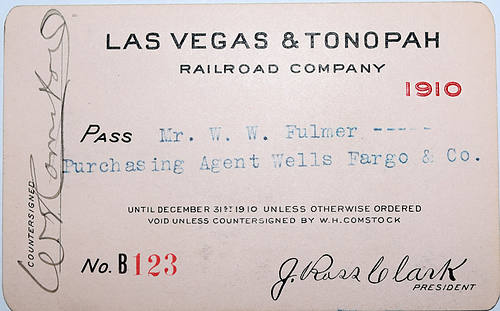 LAS VEGAS & TONOPAH
RAILROAD COMPANY
1910
PASS Mr. W. W. Fulmer -----
Purchasing Agent Wells Fargo & Co.
UNTIL DECEMBER 31ST 1910 UNLESS OTHERWISE ORDERED
VOID UNLESS COUNTERSIGNED BY W.H. COMSTOCK
No. B123
J. Ross Clark
PRESIDENT
COUNTERSIGNED
W H Comstock